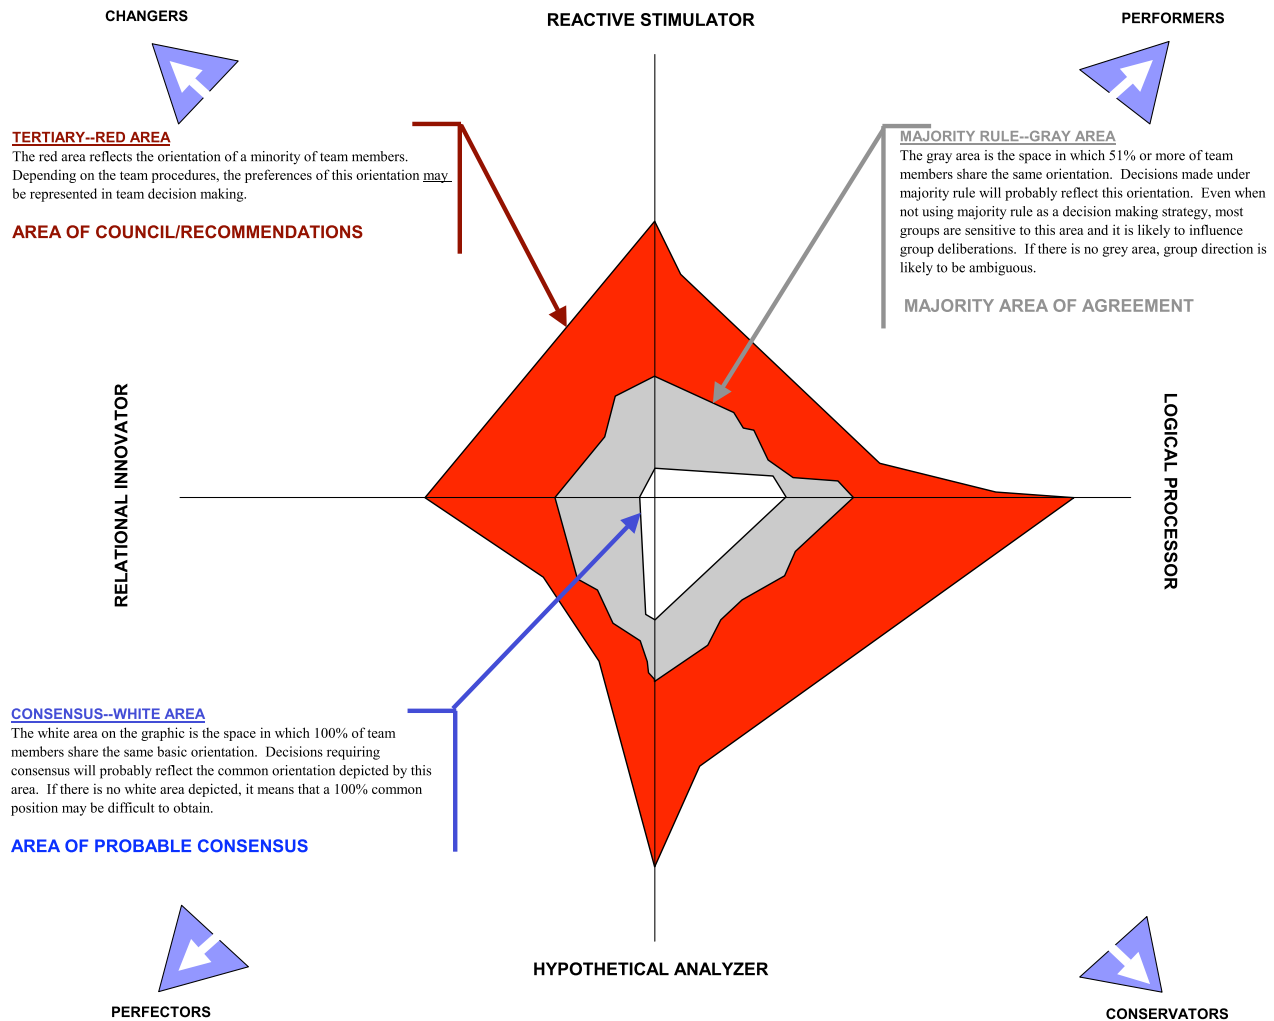 CHANGERS
REACTIVE STIMULATOR
PERFORMERS
TERTIARY--RED AREA
The red area reflects the orientation of a minority of team members.
Depending on the team procedures, the preferences of this orientation may
be represented in team decision making.
AREA OF COUNCIL/RECOMMENDATIONS
MAJORITY RULE--GRAY AREA
The gray area is the space in which 51% or more of team
members share the same orientation.  Decisions made under
majority rule will probably reflect this orientation.  Even when
not using majority rule as a decision making strategy, most
groups are sensitive to this area and it is likely to influence
group deliberations.  If there is no grey area, group direction is
likely to be ambiguous.
MAJORITY AREA OF AGREEMENT
RELATIONAL INNOVATOR
LOGICAL PROCESSOR
CONSENSUS--WHITE AREA
The white area on the graphic is the space in which 100% of team
members share the same basic orientation.  Decisions requiring
consensus will probably reflect the common orientation depicted by this
area.  If there is no white area depicted, it means that a 100% common
position may be difficult to obtain.
AREA OF PROBABLE CONSENSUS
HYPOTHETICAL ANALYZER
PERFECTORS
CONSERVATORS